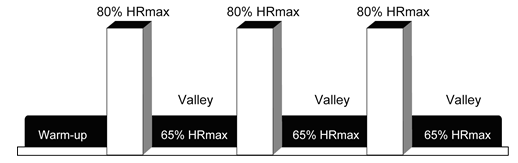 80% HRmax 80% HRmax 80% HRmax
Valley Valley Valley
Warm-up 65% HRmax 65% HRmax 65% HRmax